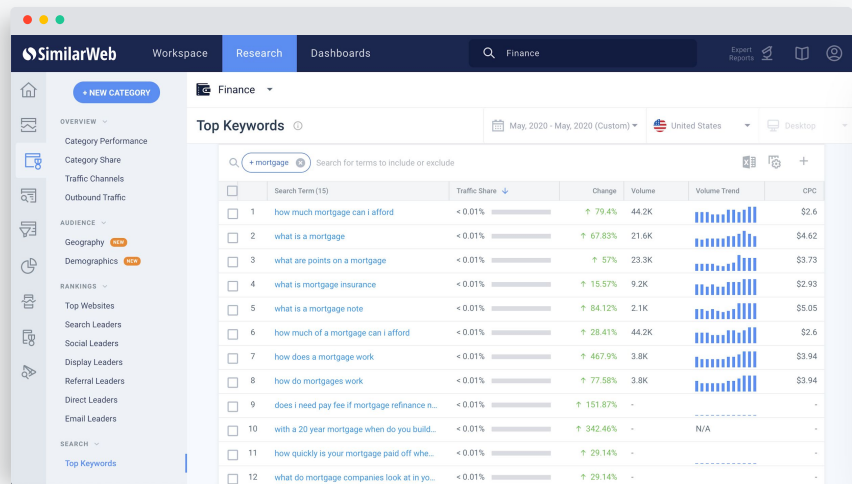 SimilarWeb Workspace Research Dashboards Finance Expert Reports
+ NEW CATEGORY
Finance
OVERVIEW
Category Performance
Category Share
Traffic Channels
Outbound Traffic
AUDIENCE
Geography NEW
Demographics NEW
RANKINGS
Top Websites
Search Leaders
Social Leaders
Display Leaders
Referral Leaders
Direct Leaders
Email Leaders
SEARCH
Top Keywords
Top Keywords May, 2020 - May, 2020 (Custom) United States Desktop
+ mortgage Search for terms to include or exclude
Search Term (15) Traffic Share Change Volume Volume Trend CPC
1 how much mortgage can i afford < 0.01% ↑ 79.4% 44.2K $2.6
2 what is a mortgage < 0.01% ↑ 67.83% 21.6K $4.62
3 what are points on a mortgage < 0.01% ↑ 57% 23.3K $3.73
4 what is mortgage insurance < 0.01% ↑ 15.57% 9.2K $2.93
5 what is a mortgage note < 0.01% ↑ 84.12% 2.1K $5.05
6 how much of a mortgage can i afford < 0.01% ↑ 28.41% 44.2K $2.6
7 how does a mortgage work < 0.01% ↑ 467.9% 3.8K $3.94
8 how do mortgages work < 0.01% ↑ 77.58% 3.8K $3.94
9 does i need pay fee if mortgage refinance n... < 0.01% ↑ 151.87% - -
10 with a 20 year mortgage when do you build... < 0.01% ↑ 342.46% - N/A -
11 how quickly is your mortgage paid off whe... < 0.01% ↑ 29.14% - -
12 what do mortgage companies look at in yo... < 0.01% ↑ 29.14% - -